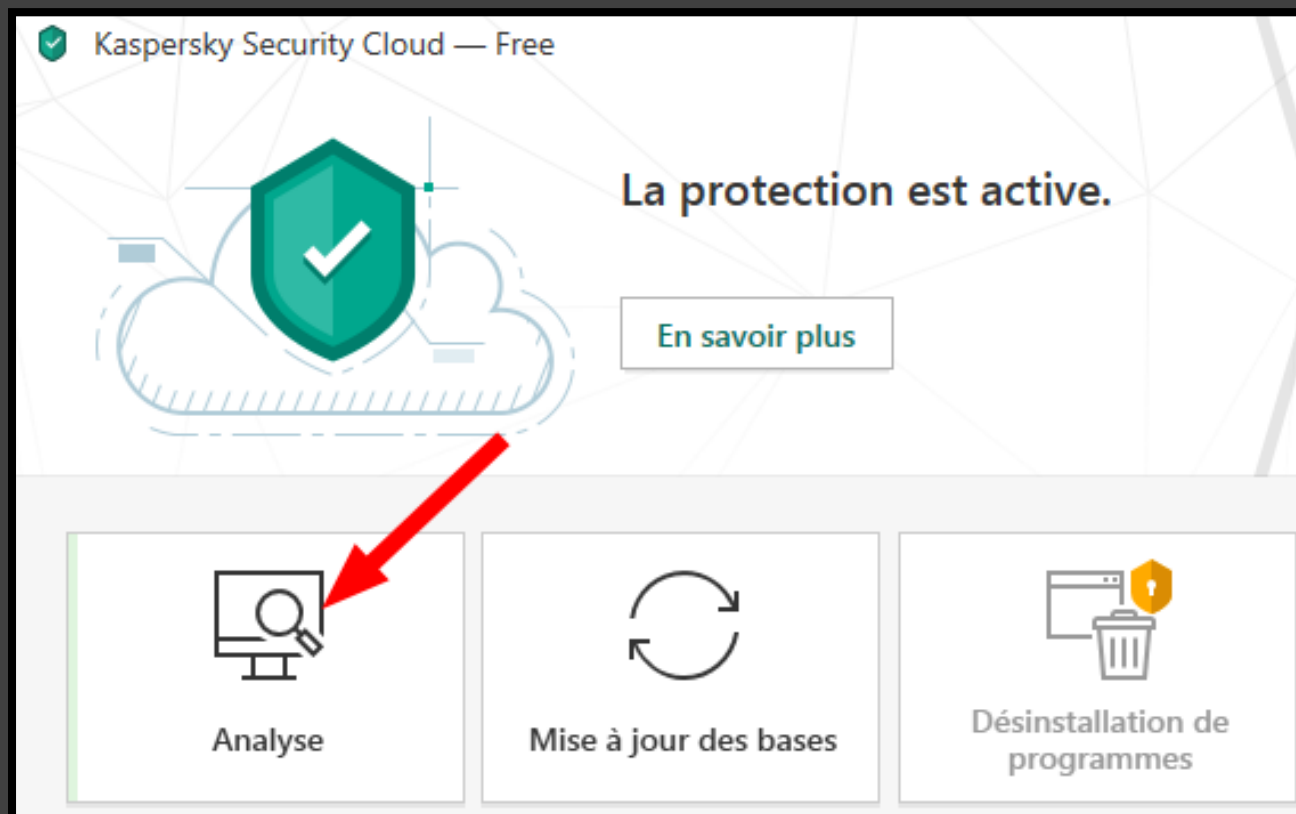 Kaspersky Security Cloud — Free
La protection est active.
En savoir plus
Analyse
Mise à jour des bases
Désinstallation de
programmes